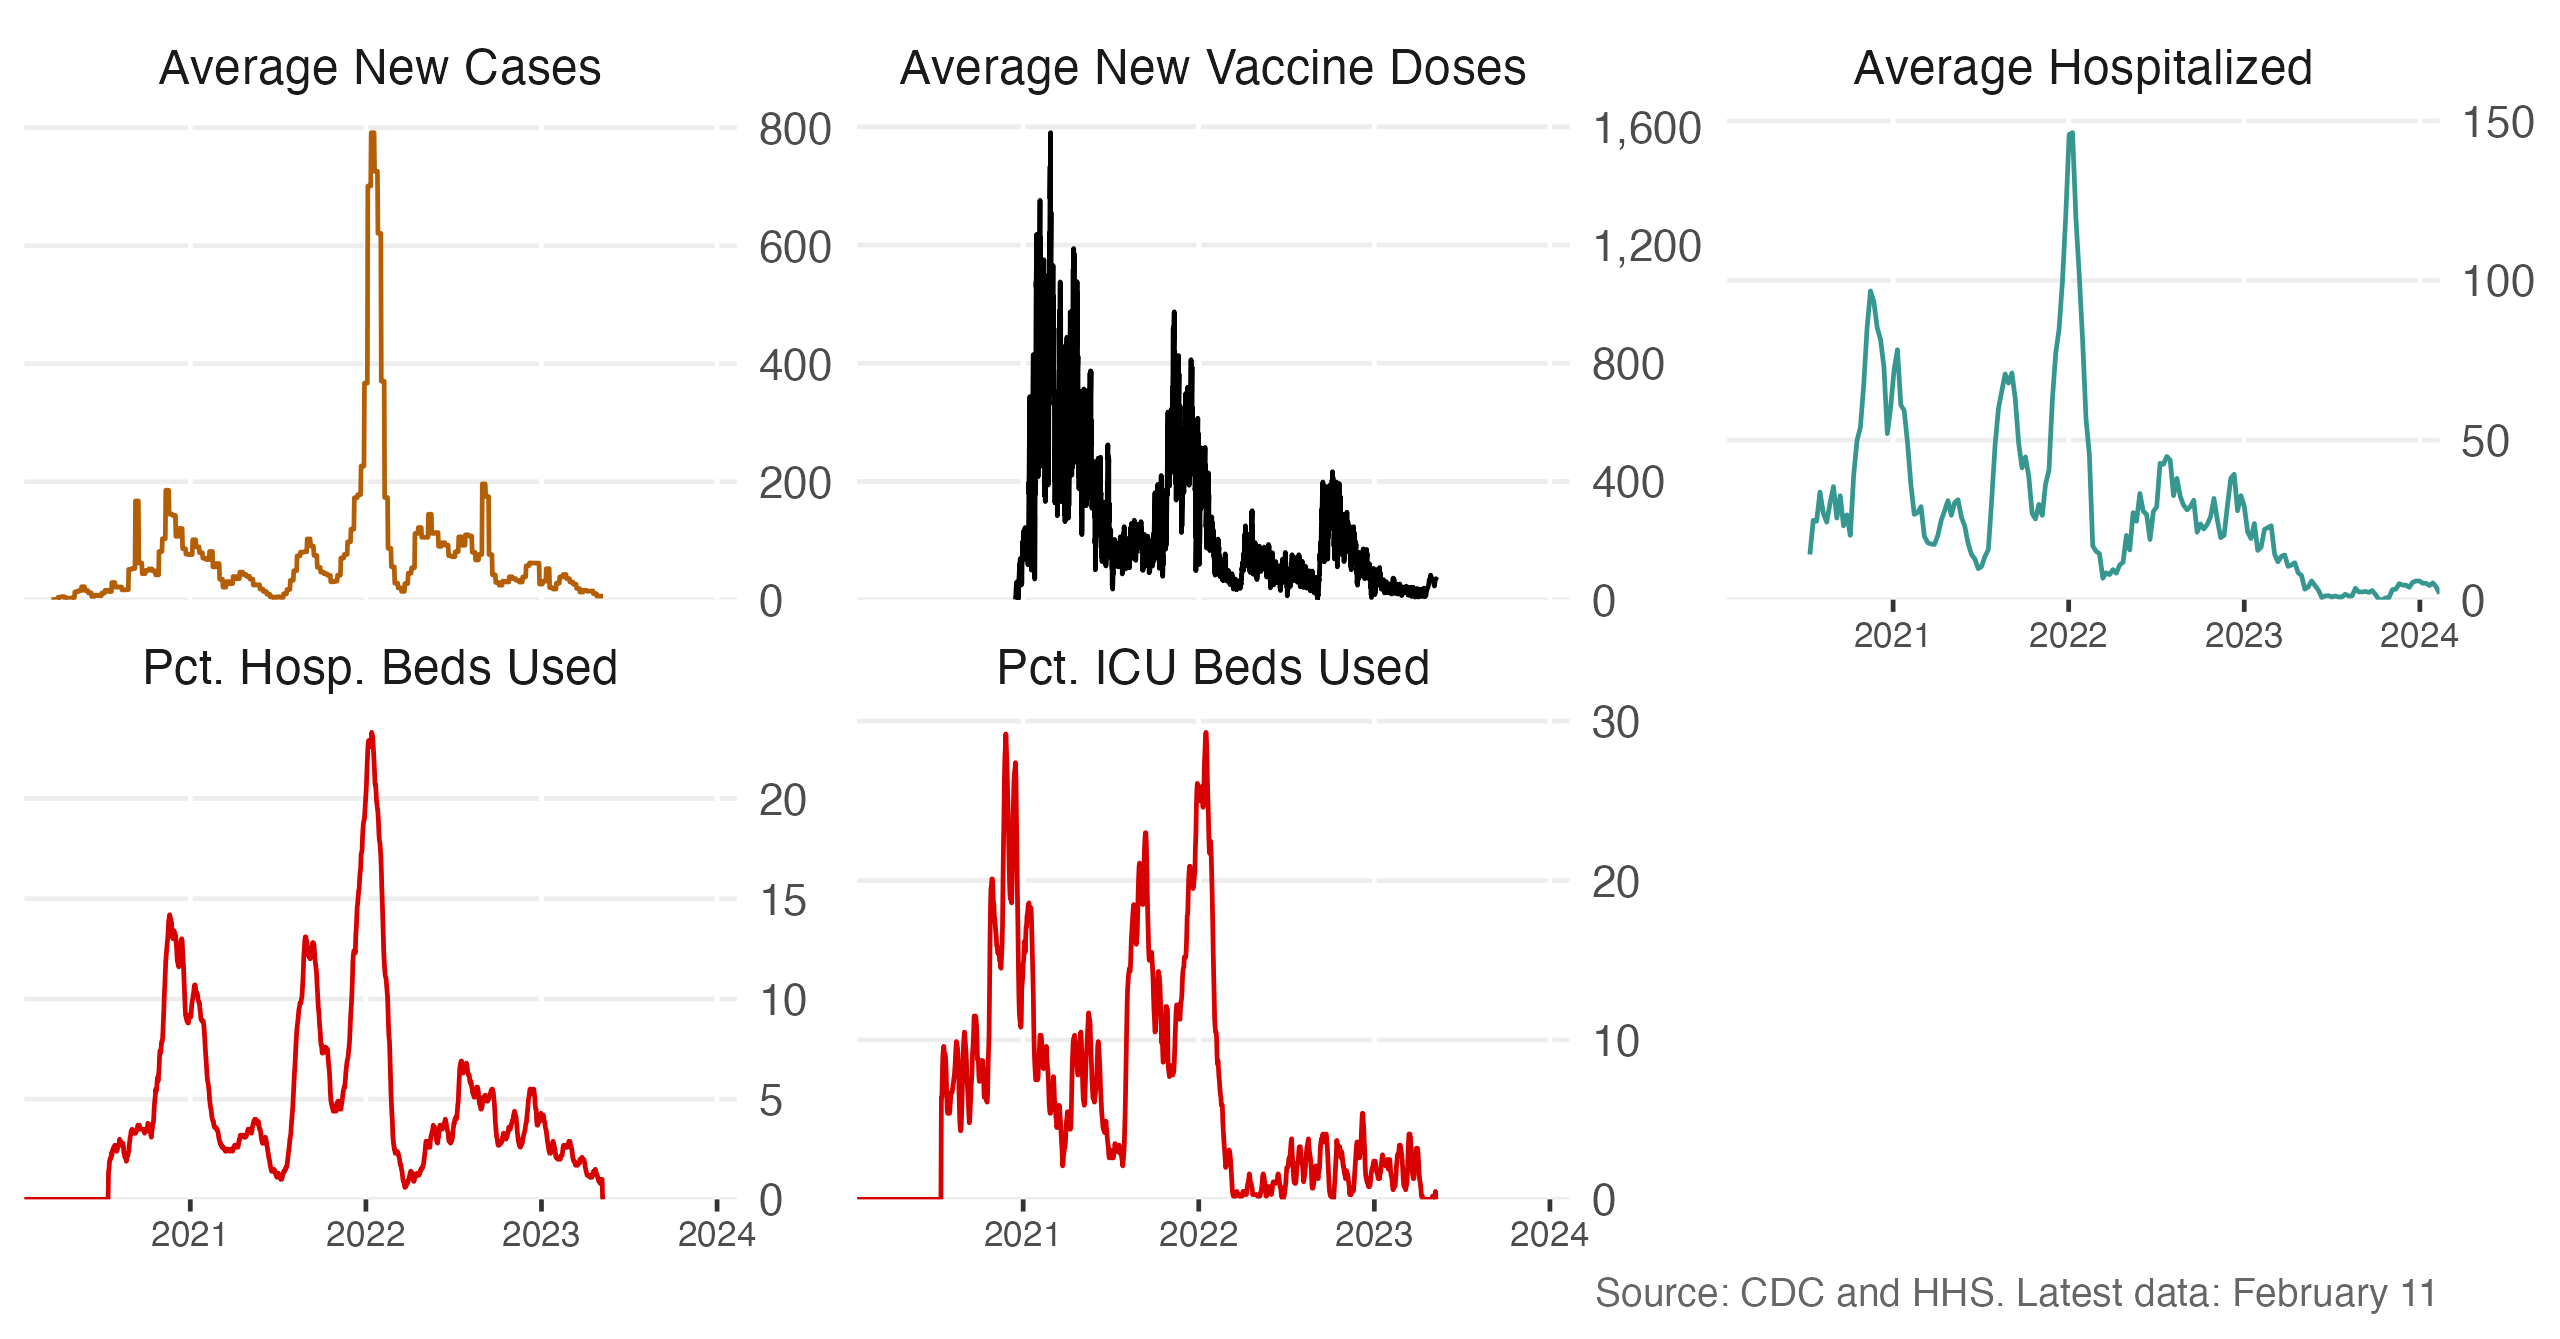 Average New Cases
800
600
400
200
0
Average New Vaccine Doses
1,600
1,200
800
400
0
Average Hospitalized
150
100
50
0
2021 2022 2023 2024
Pct. Hosp. Beds Used
20
15
10
5
0
2021 2022 2023 2024
Pct. ICU Beds Used
30
20
10
0
2021 2022 2023 2024
Source: CDC and HHS. Latest data: February 11